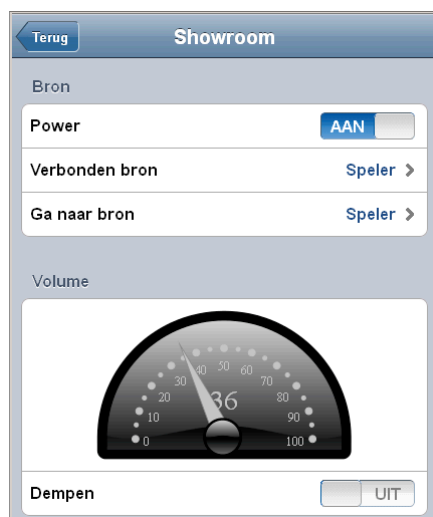 Terug Showroom
Bron
Power AAN
Verbonden bron Speler
Ga naar bron Speler
Volume
0 10 20 30 40 50 60 70 80 90 100
36
Dempen UIT